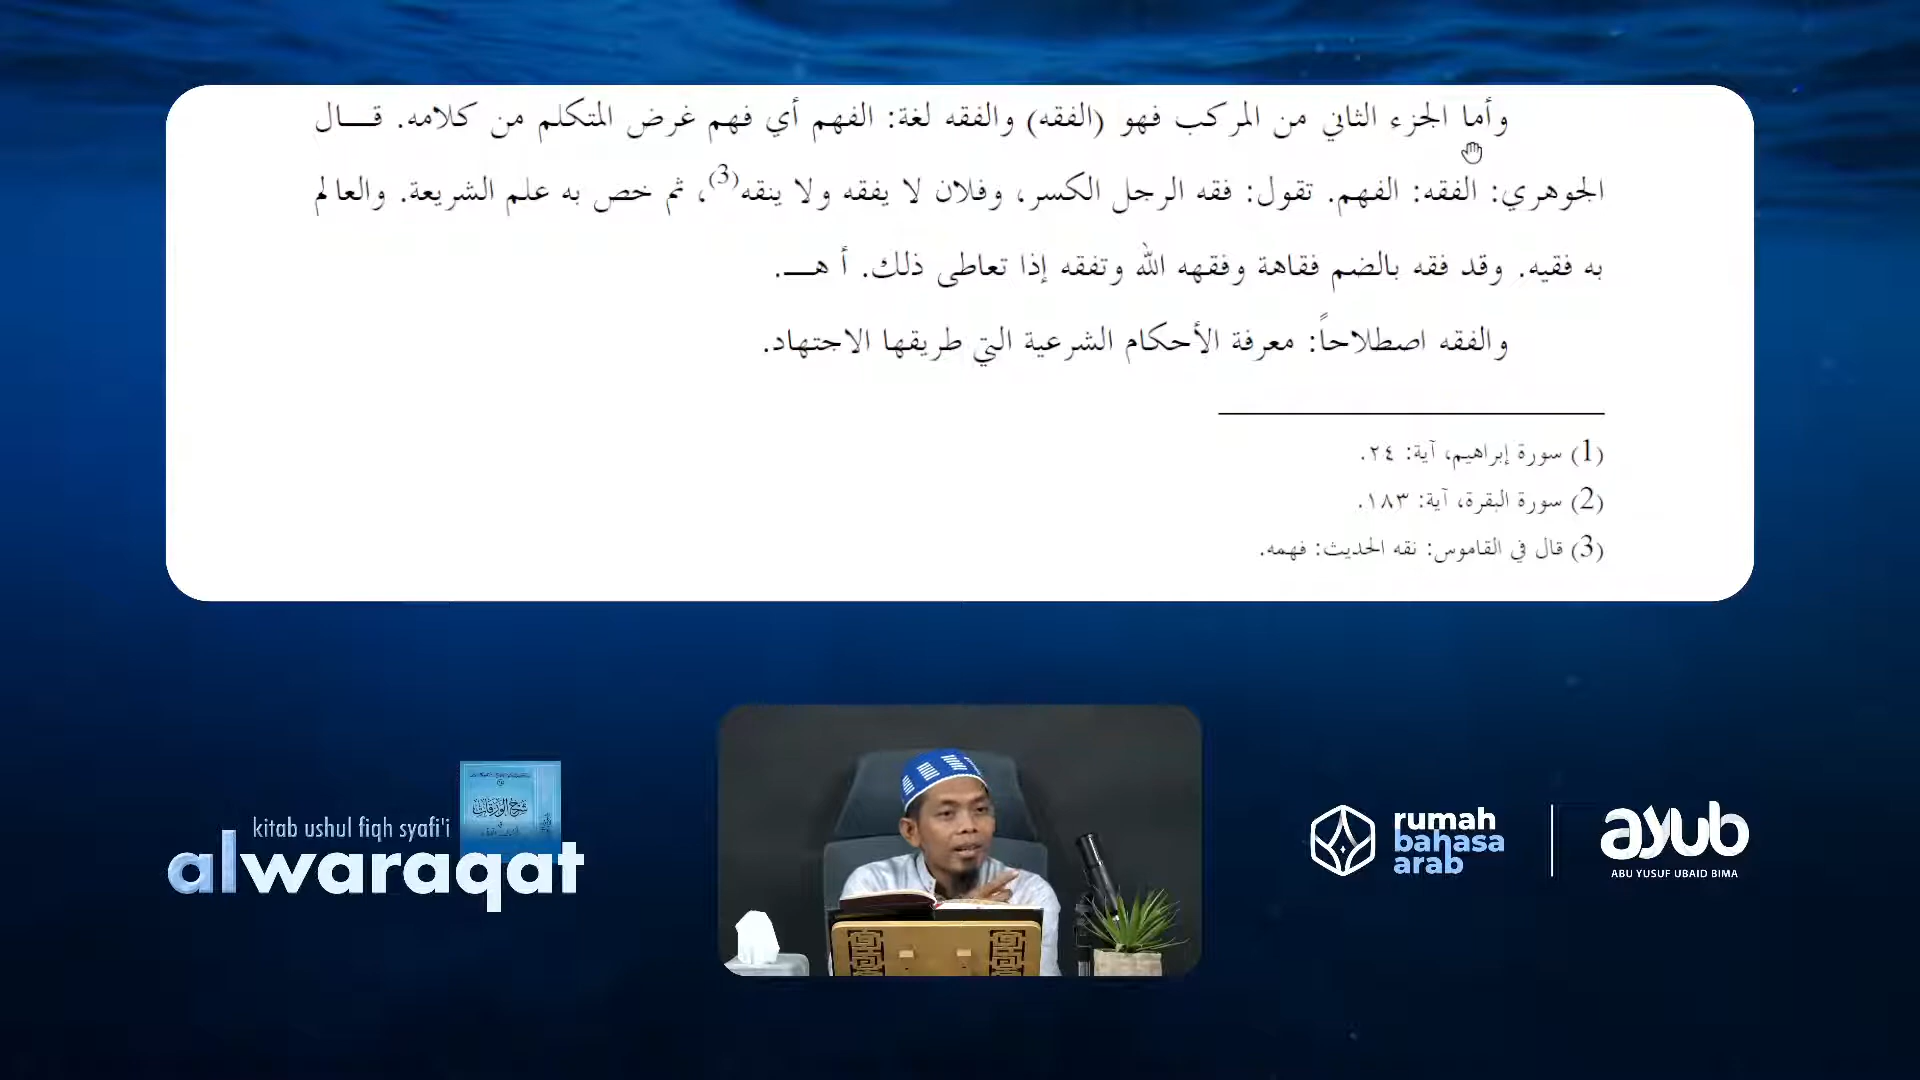 وأما الجزء الثاني من المركب فهو (الفقه) والفقه لغة: الفهم أي فهم غرض المتكلم من كلامه. قـــال
الجوهري: الفقه: الفهم. تقول: فقه الرجل الكسر، وفلان لا يفقه ولا ينقه(3)، ثم خص به علم الشريعة. والعالم
به فقيه. وقد فقه بالضم فقاهة وفقهه الله وتفقه إذا تعاطى ذلك. أ هـــ.
والفقه اصطلاحاً: معرفة الأحكام الشرعية التي طريقها الاجتهاد.
(1) سورة إبراهيم، آية: ٢٤.
(2) سورة البقرة، آية: ١٨٣.
(3) قال في القاموس: نقه الحديث: فهمه.
kitab ushul fiqh syafi'i
alwaraqat
شرح الورقات
rumah
bahasa
arab
ayub
ABU YUSUF UBAID BIMA